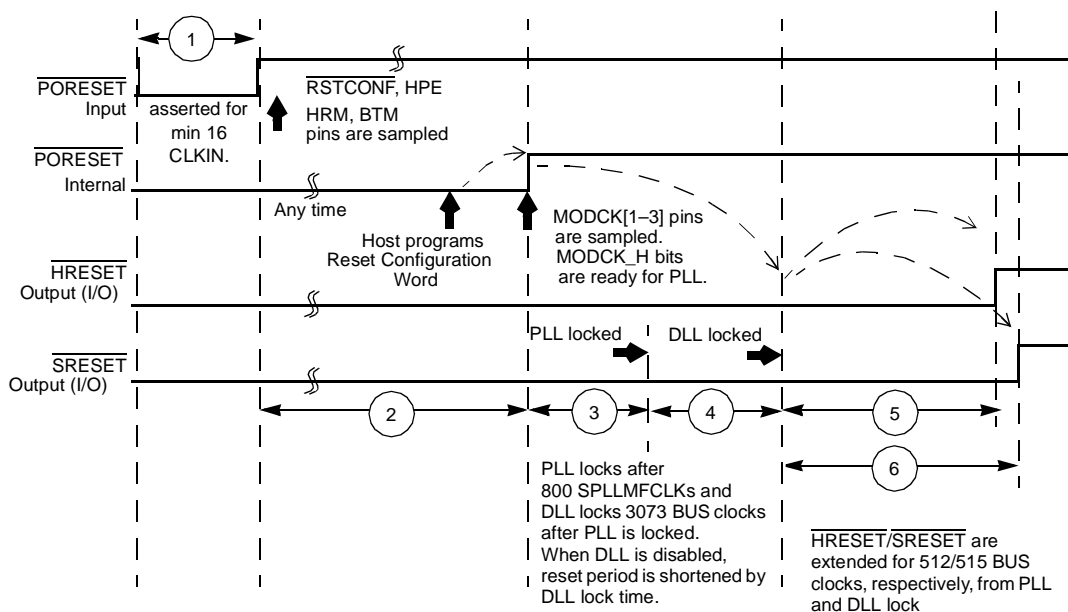 1
PORESET
Input
asserted for
min 16
CLKIN.
RSTCONF, HPE
HRM, BTM
pins are sampled
PORESET
Internal
Any time
Host programs
Reset Configuration
Word
MODCK[1–3] pins
are sampled.
MODCK_H bits
are ready for PLL.
HRESET
Output (I/O)
PLL locked
DLL locked
SRESET
Output (I/O)
2
3
4
5
6
PLL locks after
800 SPLLMFCLKs and
DLL locks 3073 BUS clocks
after PLL is locked.
When DLL is disabled,
reset period is shortened by
DLL lock time.
HRESET/SRESET are
extended for 512/515 BUS
clocks, respectively, from PLL
and DLL lock